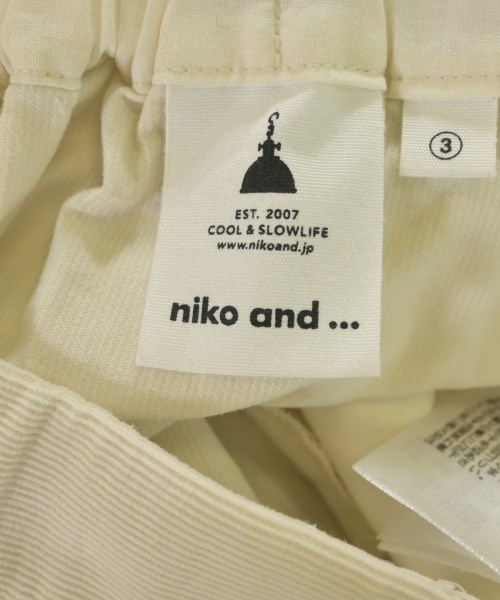 EST. 2007
COOL & SLOWLIFE
www.nikoand.jp
niko and ...
③